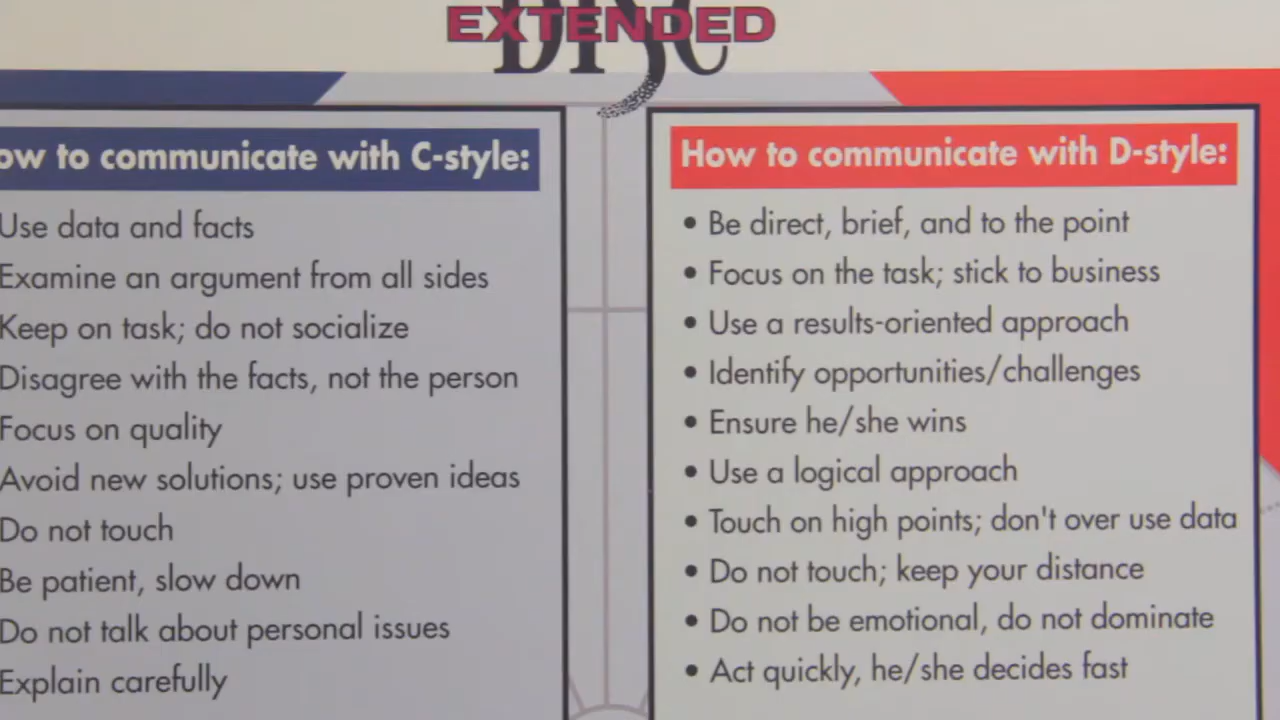 EXTENDED
DISC
ow to communicate with C-style:
Use data and facts
Examine an argument from all sides
Keep on task; do not socialize
Disagree with the facts, not the person
Focus on quality
Avoid new solutions; use proven ideas
Do not touch
Be patient, slow down
Do not talk about personal issues
Explain carefully
How to communicate with D-style:
• Be direct, brief, and to the point
• Focus on the task; stick to business
• Use a results-oriented approach
• Identify opportunities/challenges
• Ensure he/she wins
• Use a logical approach
• Touch on high points; don't over use data
• Do not touch; keep your distance
• Do not be emotional, do not dominate
• Act quickly, he/she decides fast